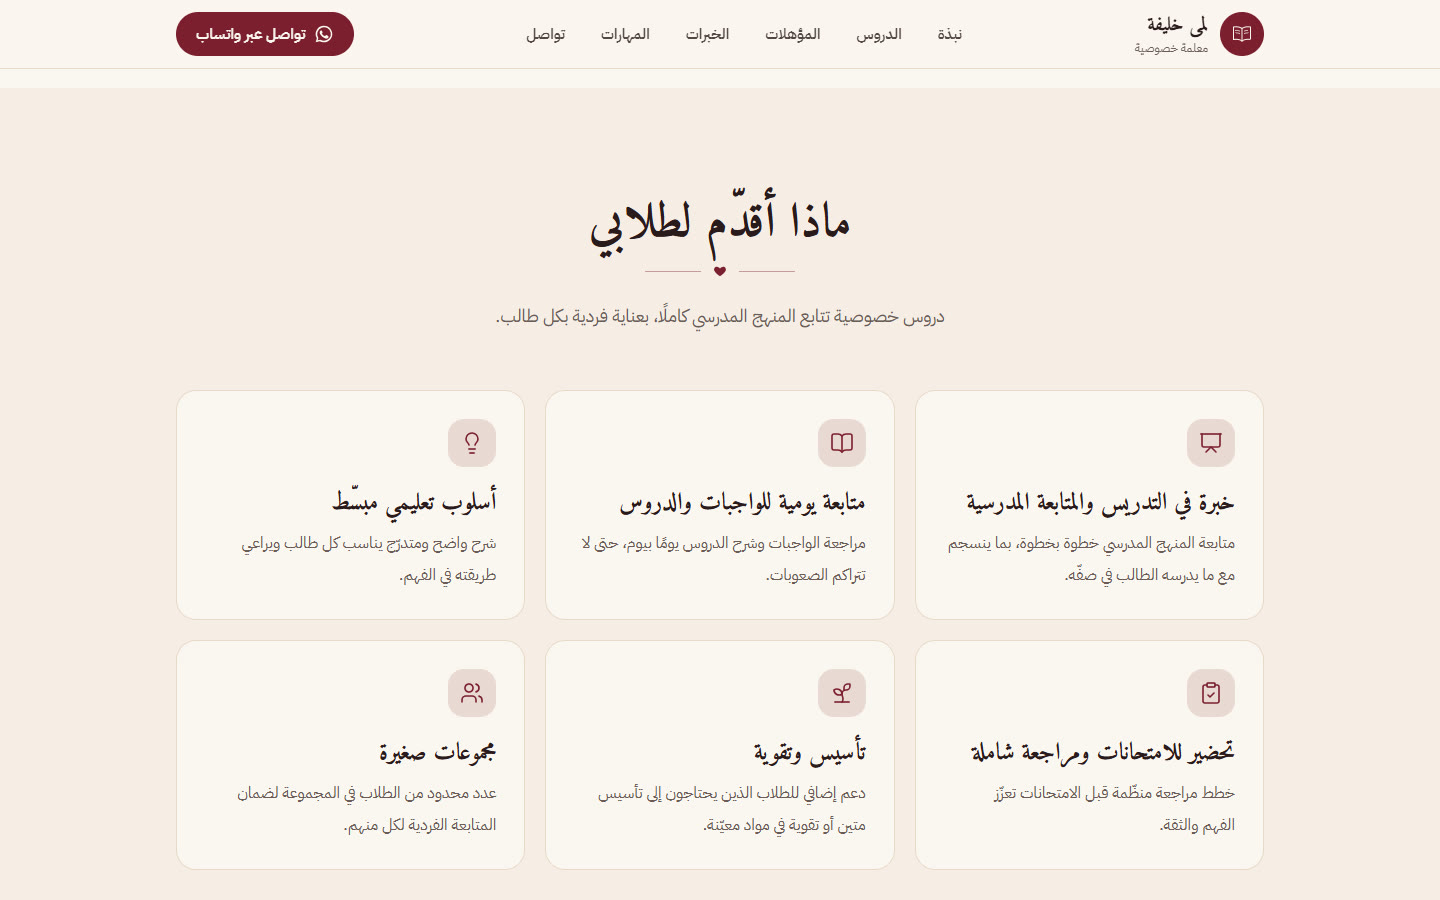 لمى خليفة
معلمة خصوصية
نبذة
الدروس
المؤهلات
الخبرات
المهارات
تواصل
تواصل عبر واتساب
ماذا أقدّم لطلابي
دروس خصوصية تتابع المنهج المدرسي كاملًا، بعناية فردية بكل طالب.
خبرة في التدريس والمتابعة المدرسية
متابعة المنهج المدرسي خطوة بخطوة، بما ينسجم
مع ما يدرسه الطالب في صفّه.
متابعة يومية للواجبات والدروس
مراجعة الواجبات وشرح الدروس يومًا بيوم، حتى لا
تتراكم الصعوبات.
أسلوب تعليمي مبسّط
شرح واضح ومتدرّج يناسب كل طالب ويراعي
طريقته في الفهم.
تحضير للامتحانات ومراجعة شاملة
خطط مراجعة منظّمة قبل الامتحانات تعزّز
الفهم والثقة.
تأسيس وتقوية
دعم إضافي للطلاب الذين يحتاجون إلى تأسيس
متين أو تقوية في مواد معيّنة.
مجموعات صغيرة
عدد محدود من الطلاب في المجموعة لضمان
المتابعة الفردية لكل منهم.